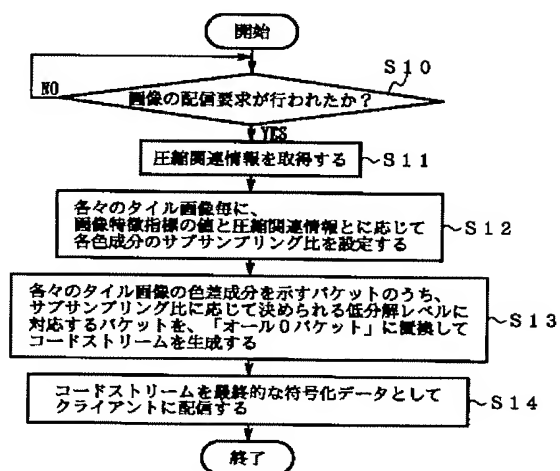 開始
S10
NO
画像の配信要求が行われたか？
YES
圧縮関連情報を取得する
S11
各々のタイル画像毎に、
画像特徴指標の値と圧縮関連情報とに応じて
各色成分のサブサンプリング比を設定する
S12
各々のタイル画像の色差成分を示すパケットのうち、
サブサンプリング比に応じて決められる低分解レベルに
対応するパケットを、「オール0パケット」に置換して
コードストリームを生成する
S13
コードストリームを最終的な符号化データとして
クライアントに配信する
S14
終了